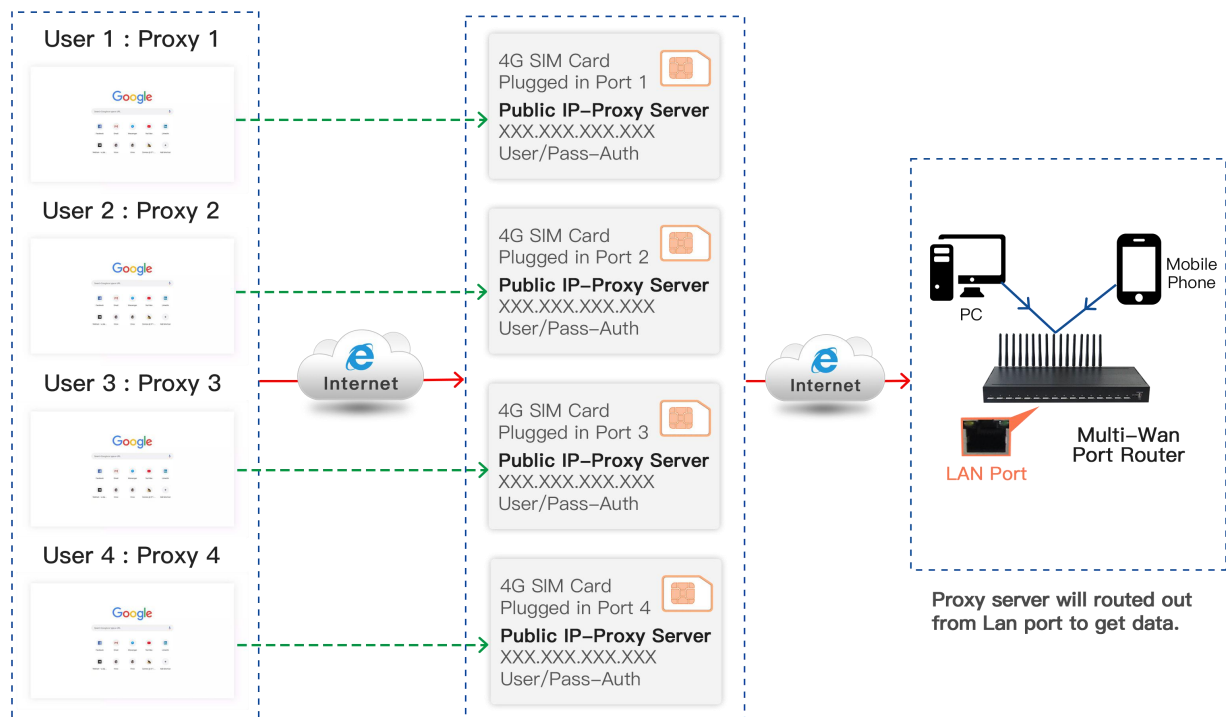 User 1 : Proxy 1
Google
User 2 : Proxy 2
Google
User 3 : Proxy 3
Google
User 4 : Proxy 4
Google
Internet
4G SIM Card
Plugged in Port 1
Public IP–Proxy Server
XXX.XXX.XXX.XXX
User/Pass–Auth
4G SIM Card
Plugged in Port 2
Public IP–Proxy Server
XXX.XXX.XXX.XXX
User/Pass–Auth
4G SIM Card
Plugged in Port 3
Public IP–Proxy Server
XXX.XXX.XXX.XXX
User/Pass–Auth
4G SIM Card
Plugged in Port 4
Public IP–Proxy Server
XXX.XXX.XXX.XXX
User/Pass–Auth
Internet
PC
Mobile
Phone
LAN Port
Multi–Wan
Port Router
Proxy server will routed out
from Lan port to get data.